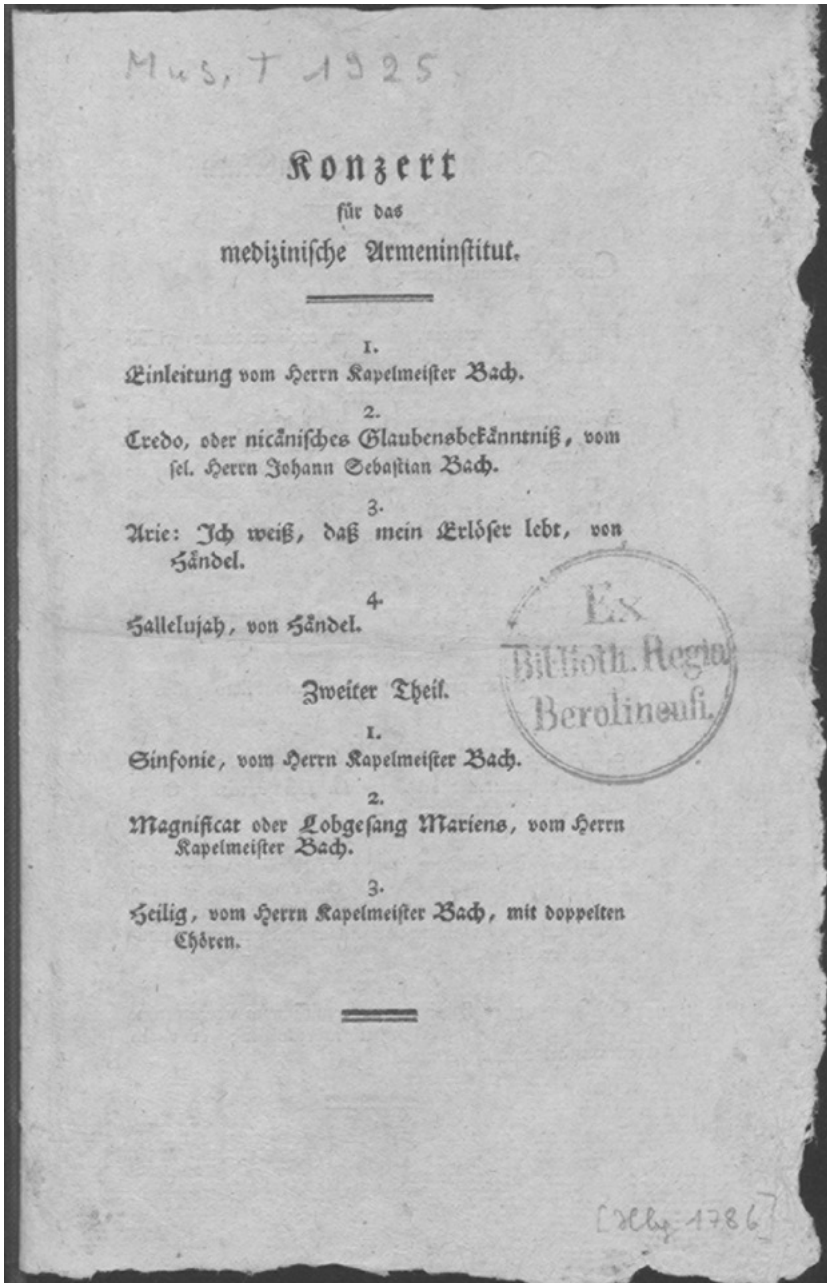 Mus. T 1925
Konzert
für das
medizinische Armeninstitut.
1.
Einleitung vom Herrn Kapelmeister Bach.
2.
Credo, oder nicänisches Glaubensbekänntniß, vom
sel. Herrn Johann Sebastian Bach.
3.
Arie: Ich weiß, daß mein Erlöser lebt, von
Händel.
4.
Hallelujah, von Händel.
Ex
Biblioth. Regia
Berolinensi.
Zweiter Theil.
1.
Sinfonie, vom Herrn Kapelmeister Bach.
2.
Magnificat oder Lobgesang Mariens, vom Herrn
Kapelmeister Bach.
3.
Heilig, vom Herrn Kapelmeister Bach, mit doppelten
Chören.
[Hbg 1786]